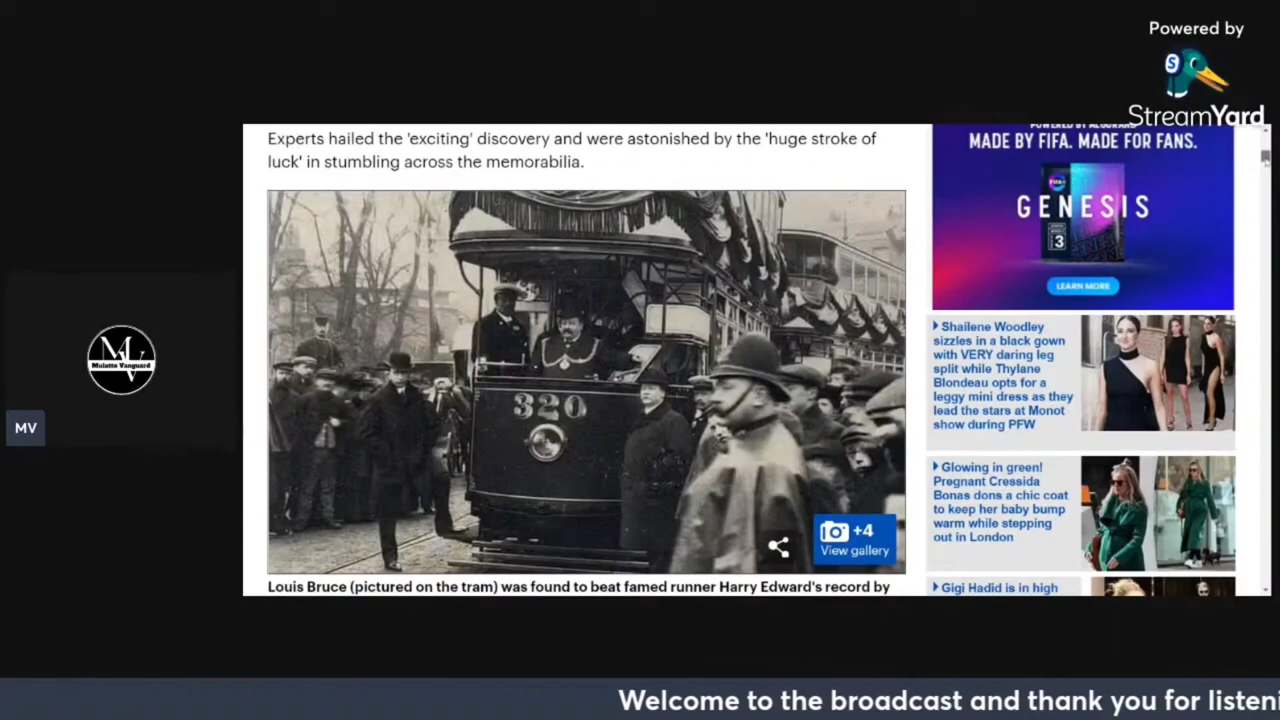 Powered by
S
StreamYard
Experts hailed the 'exciting' discovery and were astonished by the 'huge stroke of
luck' in stumbling across the memorabilia.
320
+4
View gallery
Louis Bruce (pictured on the tram) was found to beat famed runner Harry Edward's record by
MADE BY FIFA. MADE FOR FANS.
GENESIS
3
LEARN MORE
Shailene Woodley
sizzles in a black gown
with VERY daring leg
split while Thylane
Blondeau opts for a
leggy mini dress as they
lead the stars at Monot
show during PFW
Glowing in green!
Pregnant Cressida
Bonas dons a chic coat
to keep her baby bump
warm while stepping
out in London
Gigi Hadid is in high
MV
Mulatto Vanguard
MV
Welcome to the broadcast and thank you for listeni